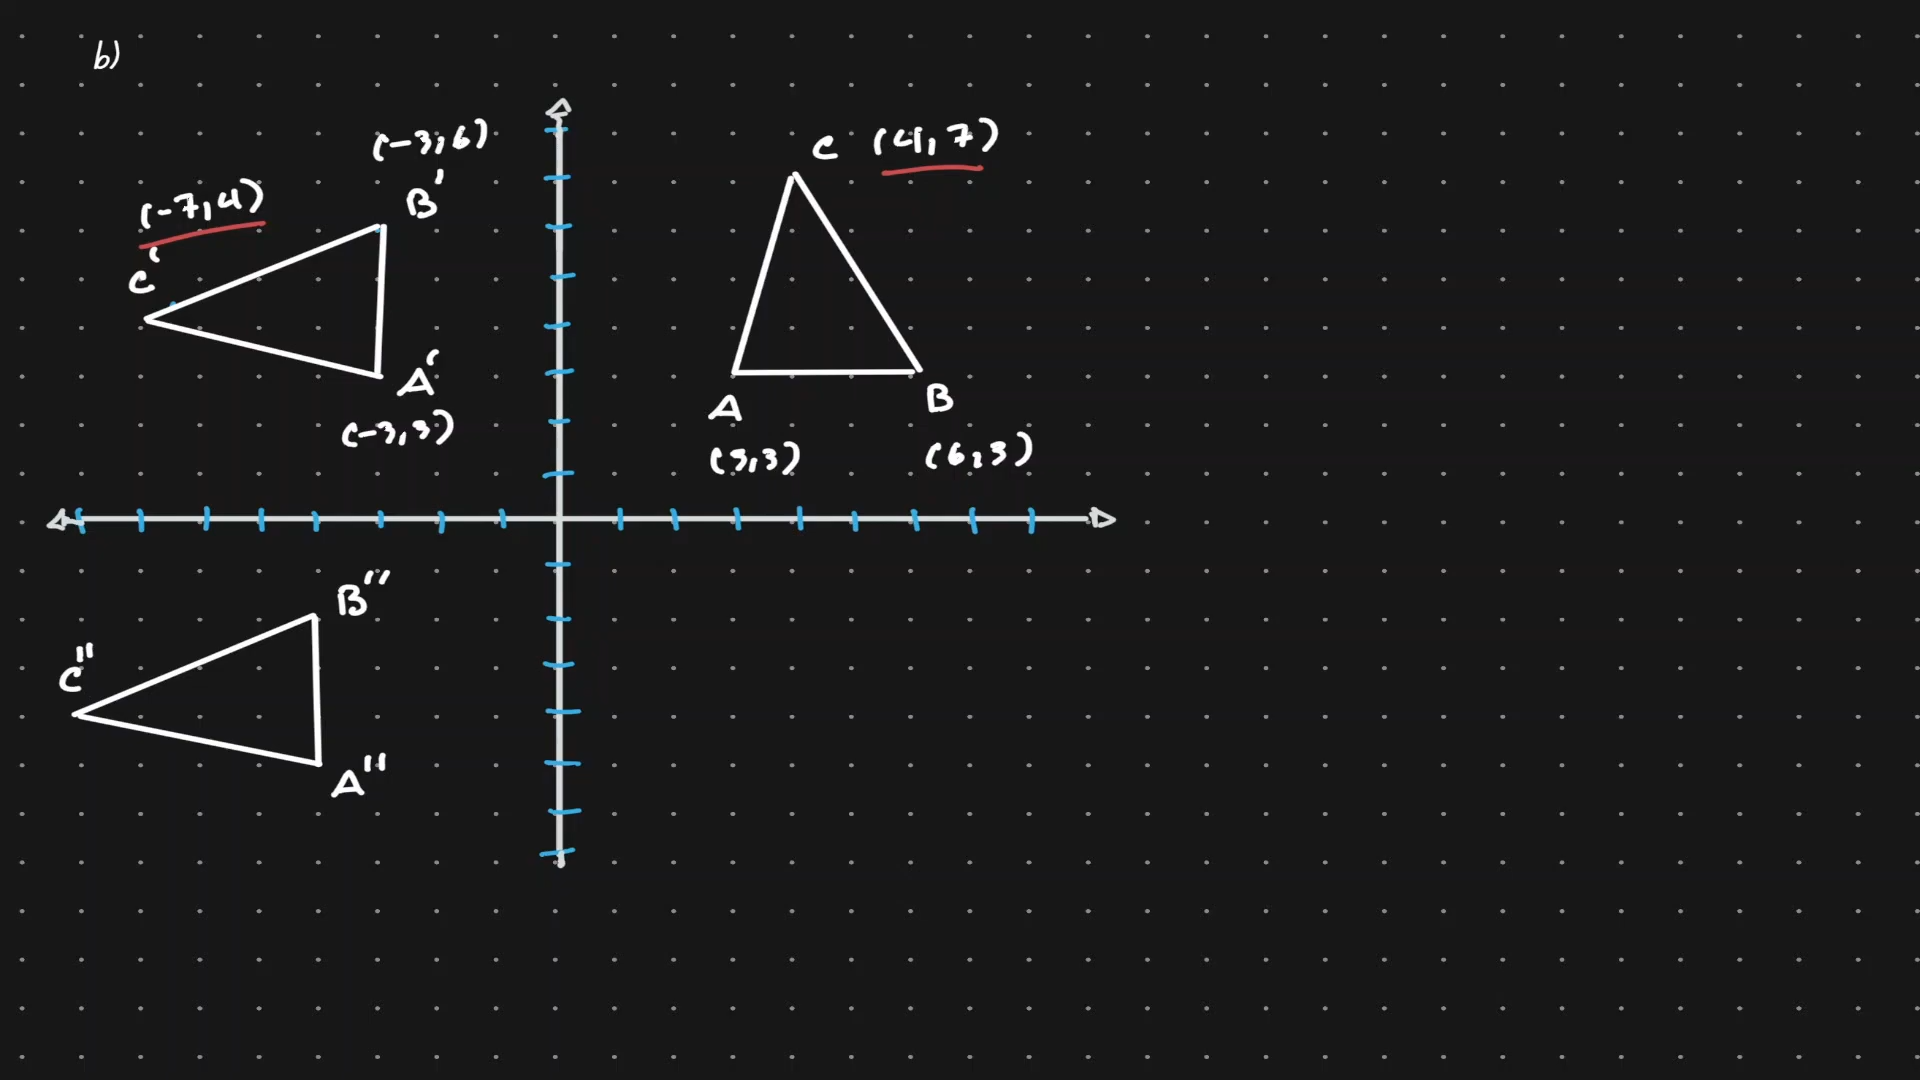 b)
(-3,6)
C (4,7)
(-7,4)
B'
C'
A'
A
B
(-3,3)
(3,3)
(6,3)
B"
C"
A"